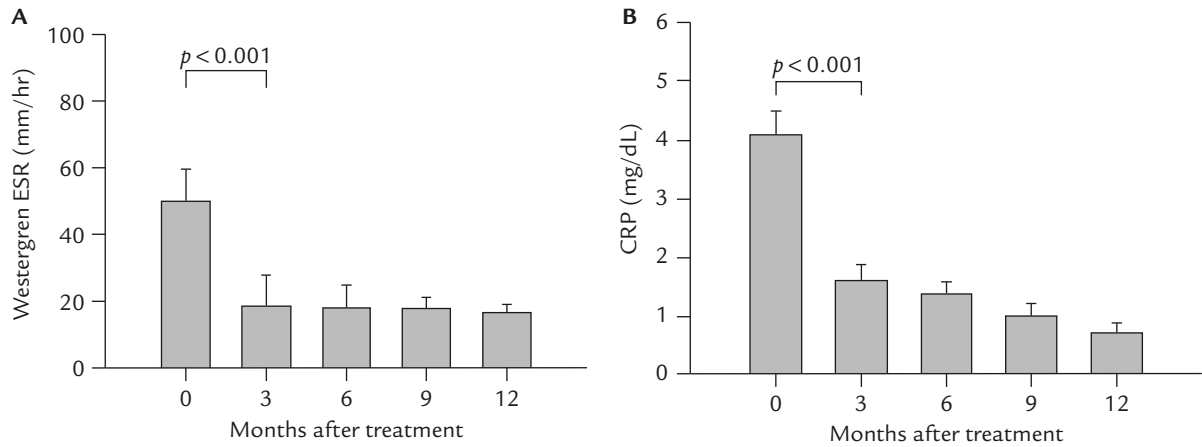 A
Westergren ESR (mm/hr)
100
80
60
40
20
0
p < 0.001
0 3 6 9 12
Months after treatment
B
CRP (mg/dL)
6
5
4
3
2
1
0
p < 0.001
0 3 6 9 12
Months after treatment